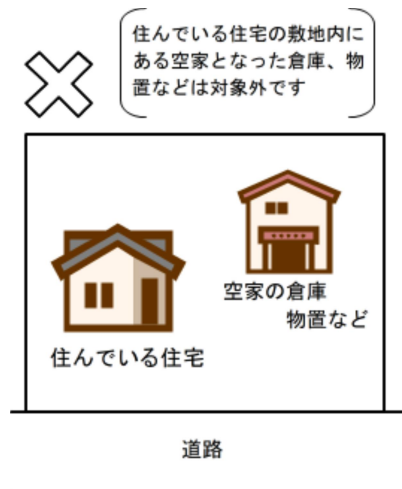 住んでいる住宅の敷地内に
ある空家となった倉庫、物
置などは対象外です
空家の倉庫
物置など
住んでいる住宅
道路